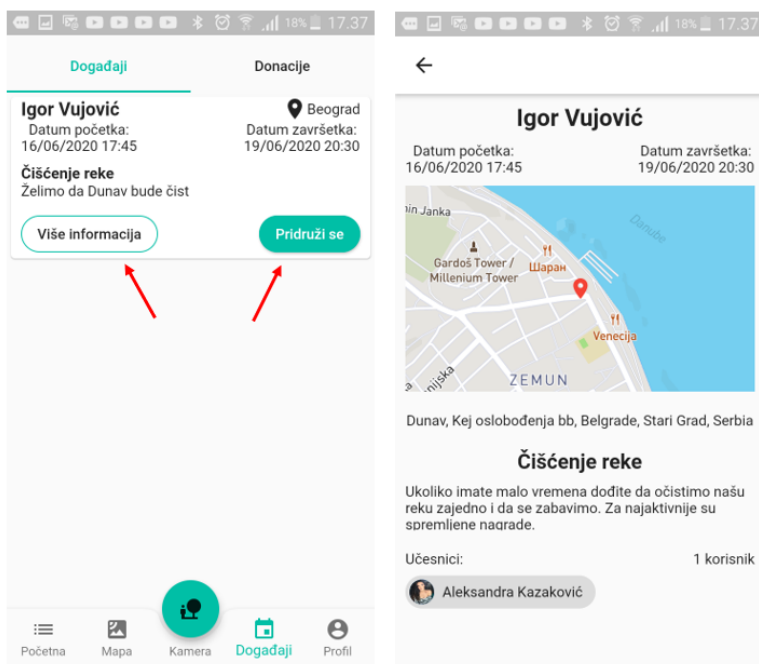 18% 17.37
Događaji Donacije
Igor Vujović Beograd
Datum početka: Datum završetka:
16/06/2020 17:45 19/06/2020 20:30
Čišćenje reke
Želimo da Dunav bude čist
Više informacija Pridruži se
Početna Mapa Kamera Događaji Profil
18% 17.37
Igor Vujović
Datum početka: Datum završetka:
16/06/2020 17:45 19/06/2020 20:30
in Janka
Danube
Gardoš Tower /
Millenium Tower
Шаран
Venecija
ZEMUN
nijska
Dunav, Kej oslobođenja bb, Belgrade, Stari Grad, Serbia
Čišćenje reke
Ukoliko imate malo vremena dođite da očistimo našu
reku zajedno i da se zabavimo. Za najaktivnije su
spremljene nagrade.
Učesnici: 1 korisnik
Aleksandra Kazaković